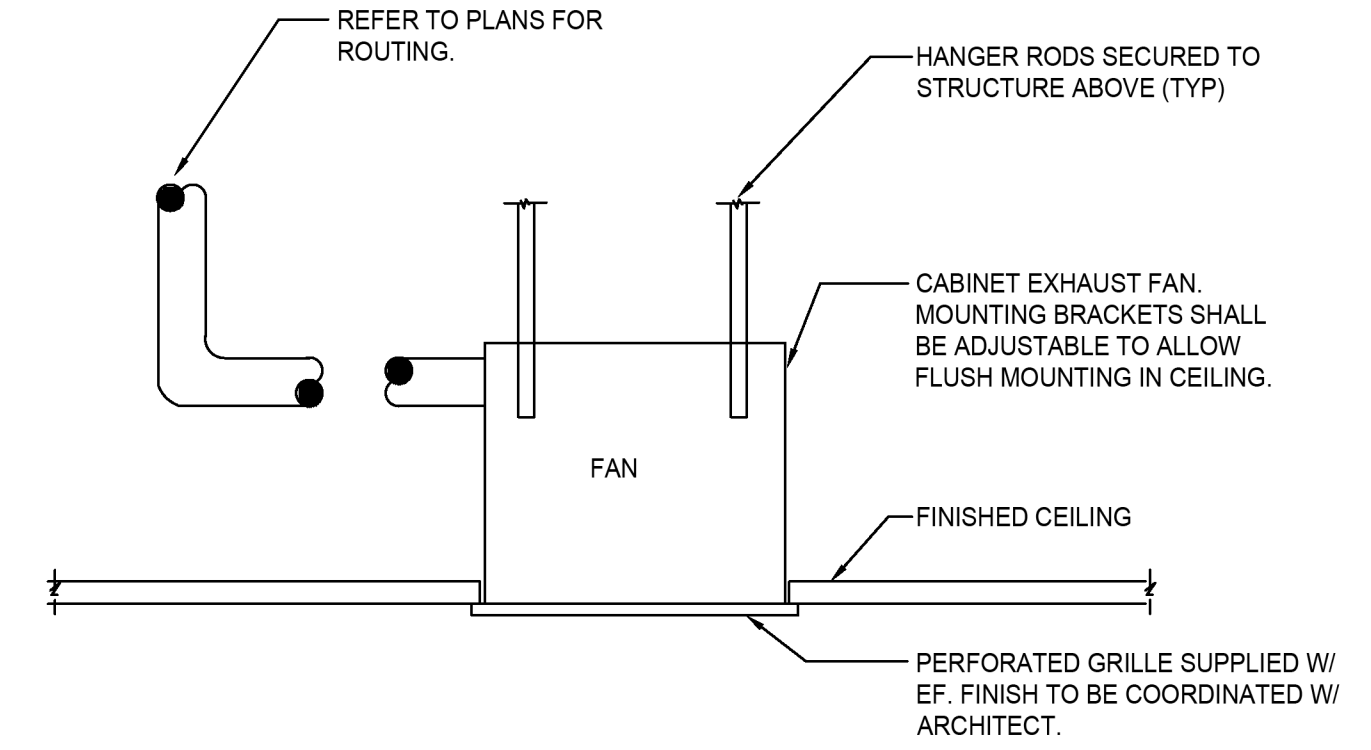 REFER TO PLANS FOR
ROUTING.
HANGER RODS SECURED TO
STRUCTURE ABOVE (TYP)
CABINET EXHAUST FAN.
MOUNTING BRACKETS SHALL
BE ADJUSTABLE TO ALLOW
FLUSH MOUNTING IN CEILING.
FAN
FINISHED CEILING
PERFORATED GRILLE SUPPLIED W/
EF. FINISH TO BE COORDINATED W/
ARCHITECT.